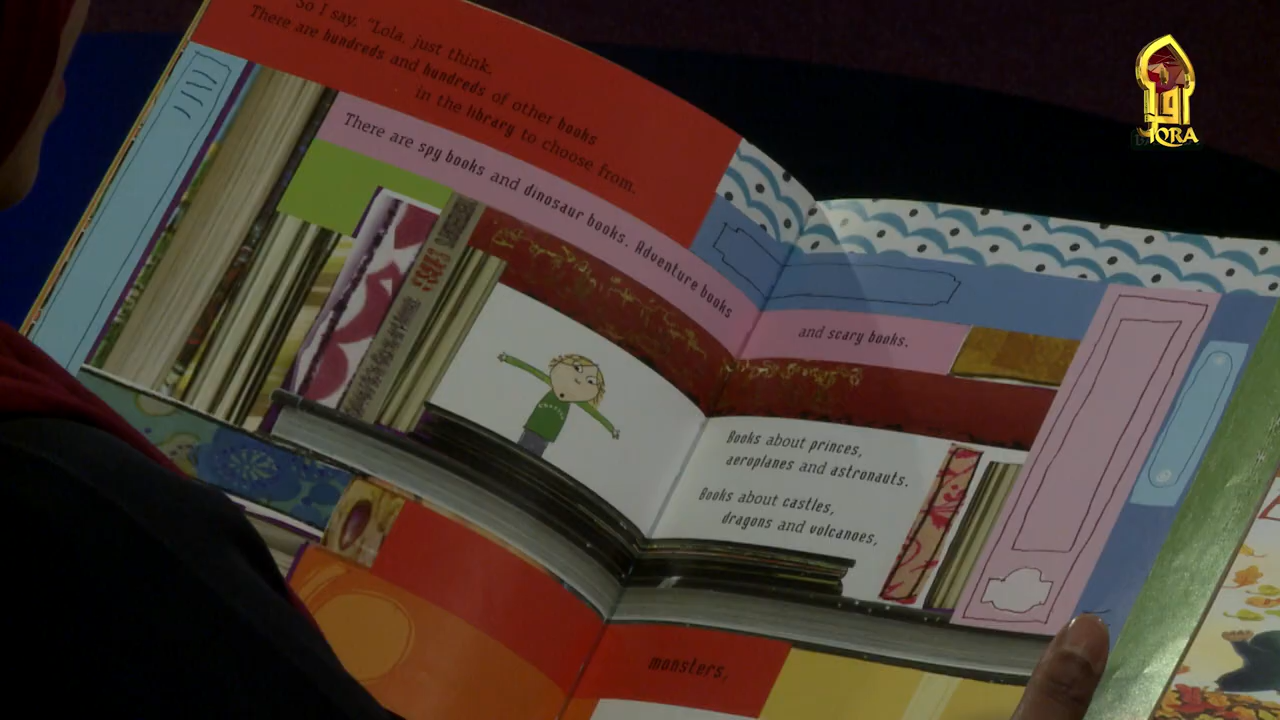 So I say, "Lola, just think.
There are hundreds and hundreds of other books
in the library to choose from.
There are spy books and dinosaur books. Adventure books
and scary books.
Books about princes,
aeroplanes and astronauts.
Books about castles,
dragons and volcanoes,
monsters,
اقرأ
IQRA